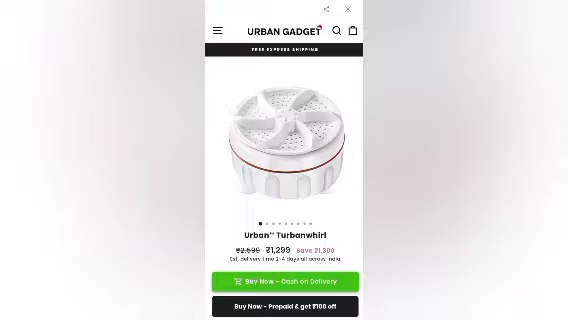 URBAN GADGET
FREE EXPRESS SHIPPING
Urban™ Turbanwhirl
₹2,599 ₹1,299 Save ₹1,300
Est. delivery time 2-4 days all across India
Buy Now - Cash on Delivery
Buy Now - Prepaid & get ₹100 off